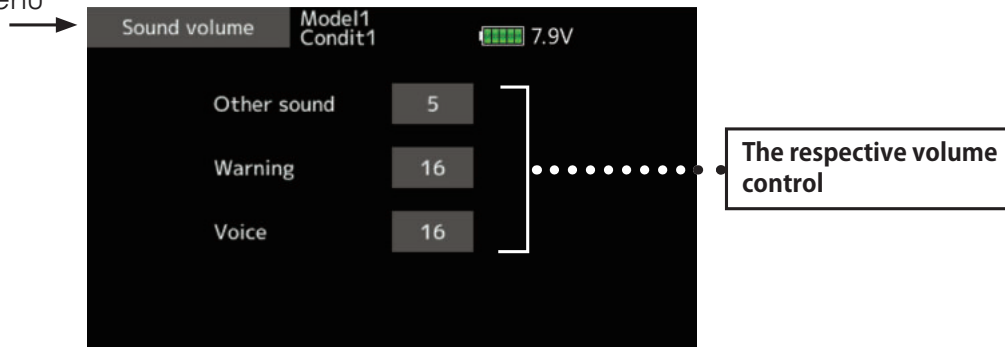 Sound volume
Model1
Condit1
7.9V
Other sound 5
Warning 16
Voice 16
The respective volume
control